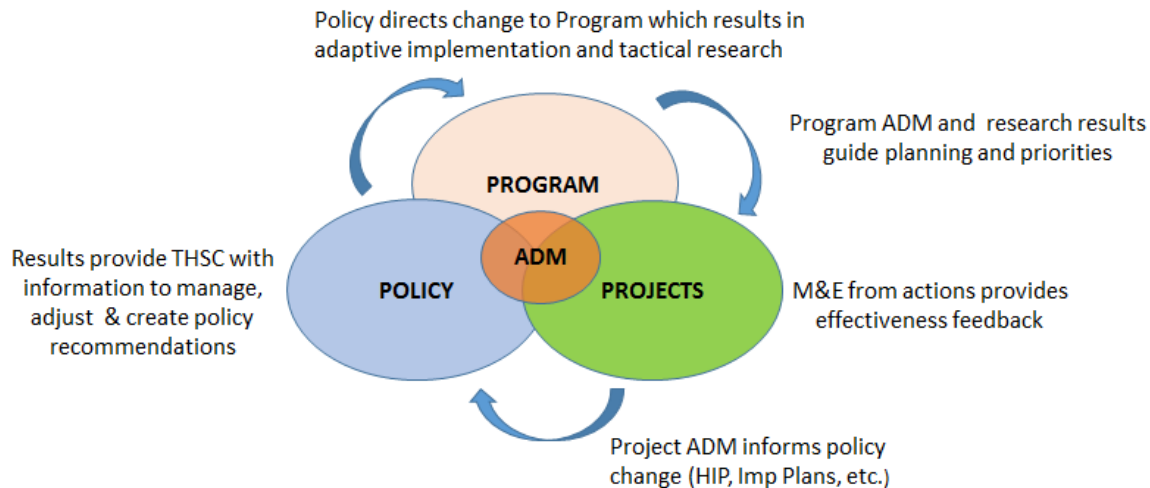 Policy directs change to Program which results in
adaptive implementation and tactical research
Program ADM and research results
guide planning and priorities
PROGRAM
ADM
POLICY
PROJECTS
Results provide THSC with
information to manage,
adjust & create policy
recommendations
M&E from actions provides
effectiveness feedback
Project ADM informs policy
change (HIP, Imp Plans, etc.)